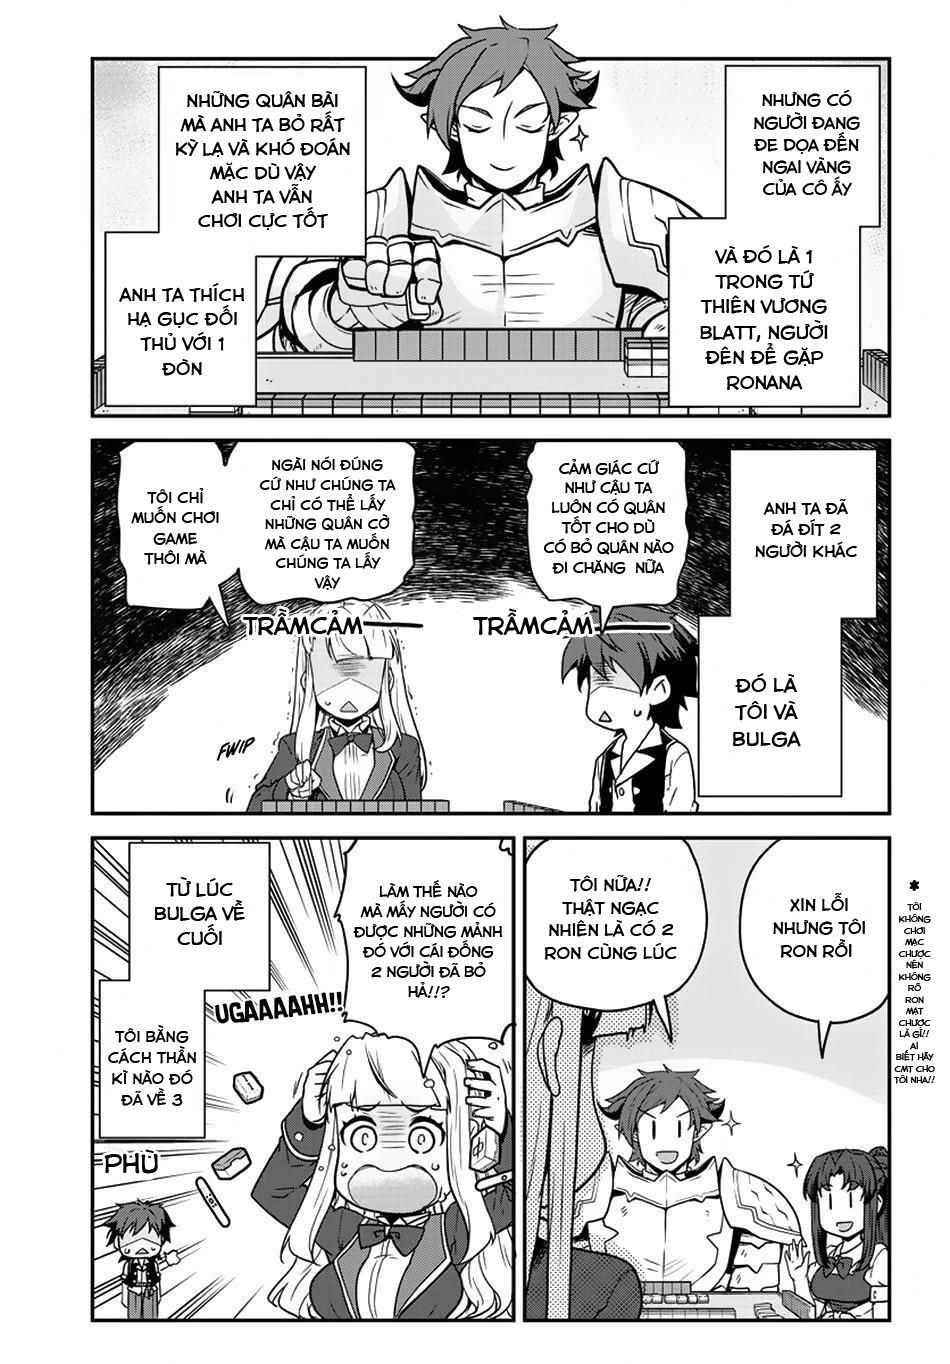 NHƯNG CÓ
NGƯỜI ĐANG
ĐE DỌA ĐẾN
NGAI VÀNG
CỦA CÔ ẤY
VÀ ĐÓ LÀ 1
TRONG TỨ
THIÊN VƯƠNG
BLATT, NGƯỜI
ĐÊN ĐỂ GẶP
RONANA
NHỮNG QUÂN BÀI
MÀ ANH TA BỎ RẤT
KỲ LẠ VÀ KHÓ ĐOÁN
MẶC DÙ VẬY
ANH TA VẪN
CHƠI CỰC TỐT
ANH TA THÍCH
HẠ GỤC ĐỐI
THỦ VỚI 1
ĐÒN
ANH TA ĐÃ
ĐÁ ĐÍT 2
NGƯỜI KHÁC
ĐÓ LÀ
TÔI VÀ
BULGA
CẢM GIÁC CỨ
NHƯ CẬU TA
LUÔN CÓ QUÂN
TỐT CHO DÙ
CÓ BỎ QUÂN NÀO
ĐI CHĂNG NỮA
TRẦMCẢM
NGÀI NÓI ĐÚNG
CỨ NHƯ CHÚNG TA
CHỈ CÓ THỂ LẤY
NHỮNG QUÂN CỜ
MÀ CẬU TA MUỐN
CHÚNG TA LẤY
VẬY
TÔI CHỈ
MUỐN CHƠI
GAME
THÔI MÀ
TRẦMCẢM
FWIP
XIN LỖI
NHƯNG TÔI
RON RỒI
TÔI NỮA!!
THẬT NGẠC
NHIÊN LÀ CÓ 2
RON CÙNG LÚC
*
TÔI
KHÔNG
CHƠI
MẠC
CHƯỢC
NÊN
KHÔNG
RÕ
RON
MẠT
CHƯỢC
LÀ GÌ!!
AI
BIẾT HÃY
CMT CHO
TÔI NHA!!
LÀM THẾ NÀO
MÀ MẤY NGƯỜI CÓ
ĐƯỢC NHỮNG MẢNH
ĐÓ VỚI CÁI ĐỐNG
2 NGƯỜI ĐÃ BỎ
HẢ!!?
UGAAAAHH!!
TỪ LÚC
BULGA VỀ
CUỐI
TÔI BẰNG
CÁCH THẦN
KÌ NÀO ĐÓ
ĐÃ VỀ 3
PHÙ